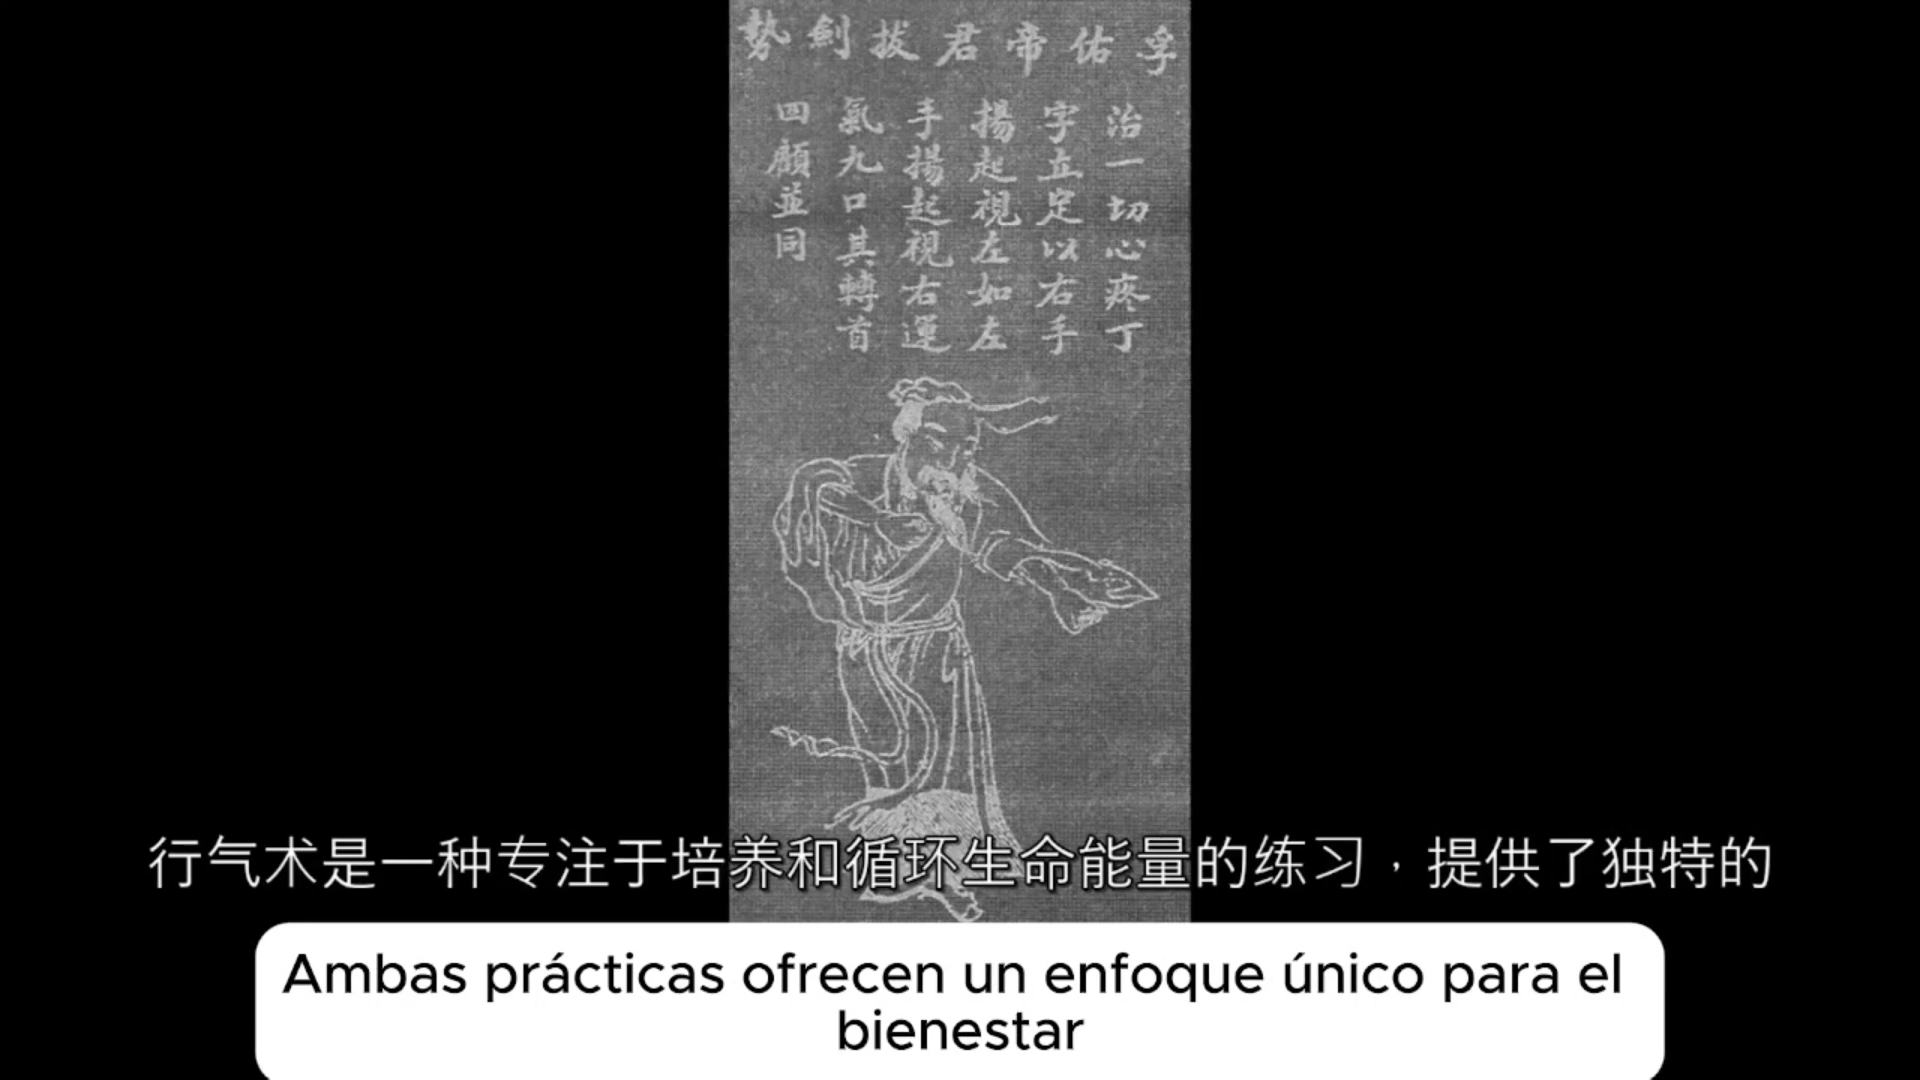 孚佑帝君拔劍勢
治一切心疼丁
字立定以右手
揚起視左如左
手揚起視右運
氣九口其轉首
四顧並同
行气术是一种专注于培养和循环生命能量的练习，提供了独特的
Ambas prácticas ofrecen un enfoque único para el
bienestar